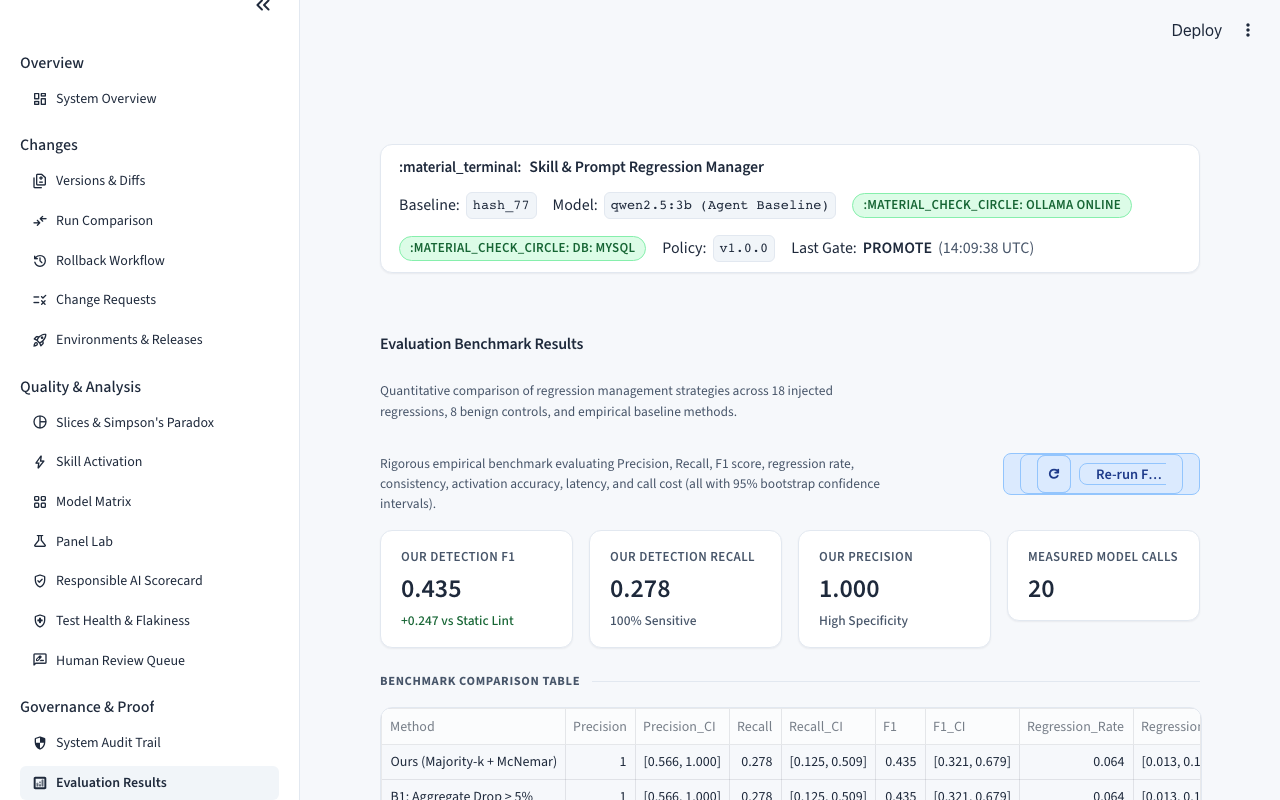 Deploy
Overview
System Overview
Changes
Versions & Diffs
Run Comparison
Rollback Workflow
Change Requests
Environments & Releases
Quality & Analysis
Slices & Simpson's Paradox
Skill Activation
Model Matrix
Panel Lab
Responsible AI Scorecard
Test Health & Flakiness
Human Review Queue
Governance & Proof
System Audit Trail
Evaluation Results
:material_terminal: Skill & Prompt Regression Manager
Baseline: hash_77 Model: qwen2.5:3b (Agent Baseline) :MATERIAL_CHECK_CIRCLE: OLLAMA ONLINE
:MATERIAL_CHECK_CIRCLE: DB: MYSQL Policy: v1.0.0 Last Gate: PROMOTE (14:09:38 UTC)
Evaluation Benchmark Results
Quantitative comparison of regression management strategies across 18 injected
regressions, 8 benign controls, and empirical baseline methods.
Rigorous empirical benchmark evaluating Precision, Recall, F1 score, regression rate,
consistency, activation accuracy, latency, and call cost (all with 95% bootstrap confidence
intervals).
Re-run F…
OUR DETECTION F1
0.435
+0.247 vs Static Lint
OUR DETECTION RECALL
0.278
100% Sensitive
OUR PRECISION
1.000
High Specificity
MEASURED MODEL CALLS
20
BENCHMARK COMPARISON TABLE
Method Precision Precision_CI Recall Recall_CI F1 F1_CI Regression_Rate Regression
Ours (Majority-k + McNemar) 1 [0.566, 1.000] 0.278 [0.125, 0.509] 0.435 [0.321, 0.679] 0.064 [0.013, 0.1
B1: Aggregate Drop ≥ 5% 1 [0.566, 1.000] 0.278 [0.125, 0.509] 0.435 [0.321, 0.679] 0.064 [0.013, 0.1